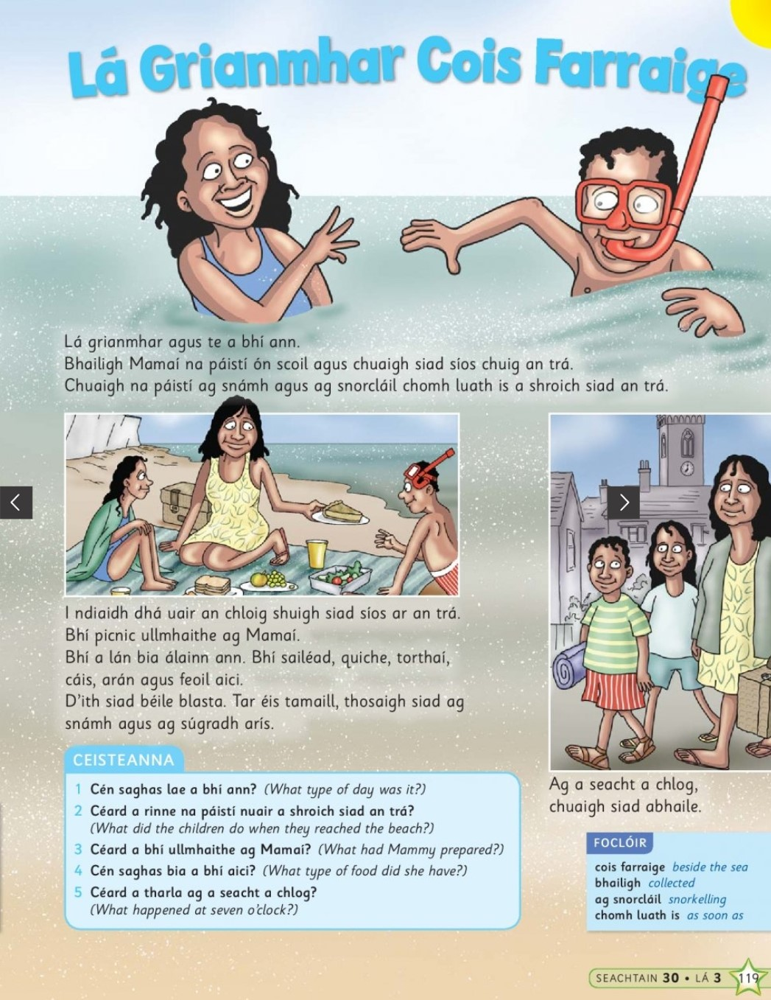 Lá Grianmhar Cois Farraige
Lá grianmhar agus te a bhí ann.
Bhailigh Mamaí na páistí ón scoil agus chuaigh siad síos chuig an trá.
Chuaigh na páistí ag snámh agus ag snorcláil chomh luath is a shroich siad an trá.
I ndiaidh dhá uair an chloig shuigh siad síos ar an trá.
Bhí picnic ullmhaithe ag Mamaí.
Bhí a lán bia álainn ann. Bhí sailéad, quiche, torthaí,
cáis, arán agus feoil aici.
D'ith siad béile blasta. Tar éis tamaill, thosaigh siad ag
snámh agus ag súgradh arís.
Ag a seacht a chlog,
chuaigh siad abhaile.
CEISTEANNA
1 Cén saghas lae a bhí ann? (What type of day was it?)
2 Céard a rinne na páistí nuair a shroich siad an trá?
(What did the children do when they reached the beach?)
3 Céard a bhí ullmhaithe ag Mamaí? (What had Mammy prepared?)
4 Cén saghas bia a bhí aici? (What type of food did she have?)
5 Céard a tharla ag a seacht a chlog?
(What happened at seven o'clock?)
FOCLÓIR
cois farraige beside the sea
bhailigh collected
ag snorcláil snorkelling
chomh luath is as soon as
SEACHTAIN 30 • LÁ 3 119